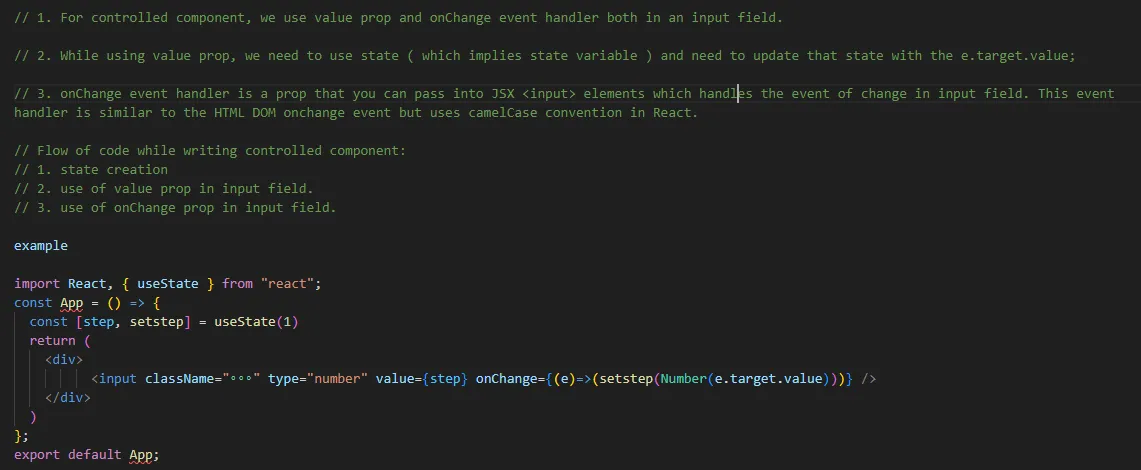 // 1. For controlled component, we use value prop and onChange event handler both in an input field.
// 2. While using value prop, we need to use state ( which implies state variable ) and need to update that state with the e.target.value;
// 3. onChange event handler is a prop that you can pass into JSX <input> elements which handles the event of change in input field. This event
handler is similar to the HTML DOM onchange event but uses camelCase convention in React.
// Flow of code while writing controlled component:
// 1. state creation
// 2. use of value prop in input field.
// 3. use of onChange prop in input field.
example
import React, { useState } from "react";
const App = () => {
  const [step, setstep] = useState(1)
  return (
    <div>
          <input className="∘∘∘" type="number" value={step} onChange={(e)=>(setstep(Number(e.target.value)))} />
    </div>
  )
};
export default App;